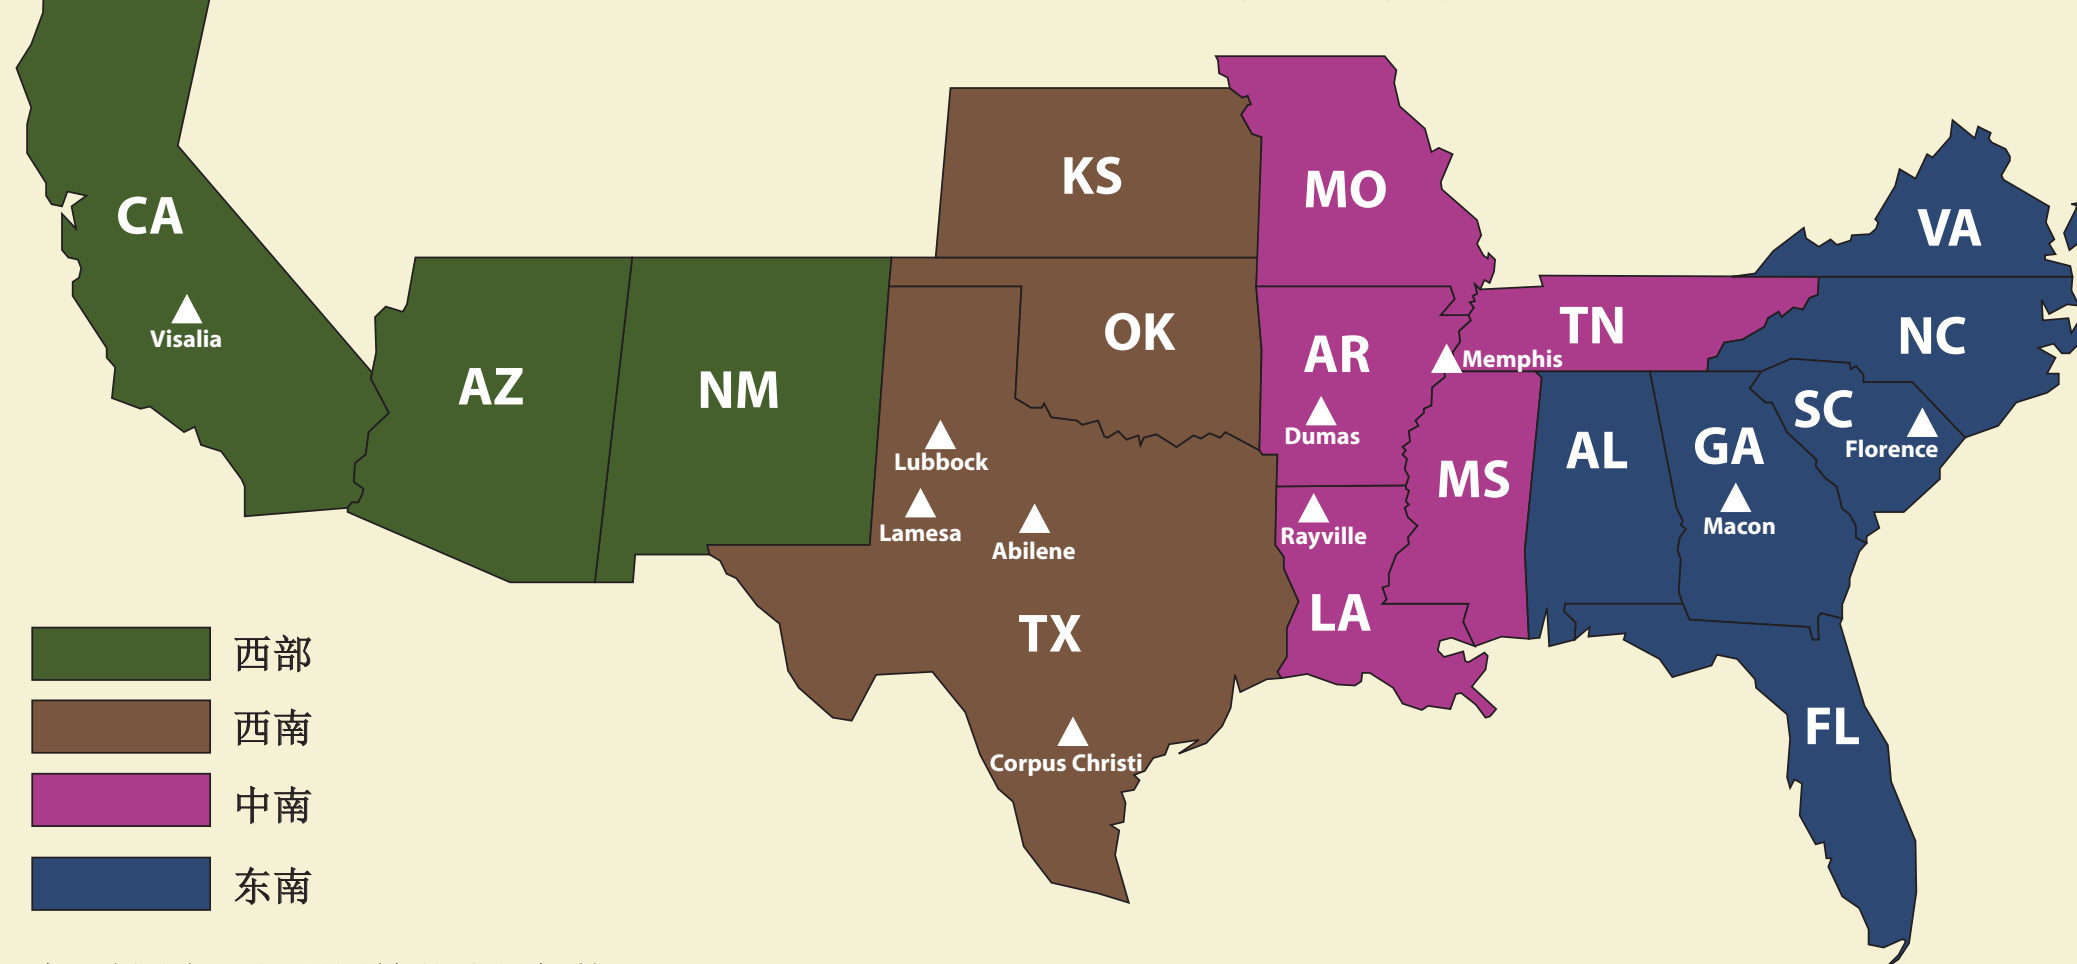 KS
MO
CA
VA
Visalia
OK
TN
NC
AZ
NM
AR
Memphis
Dumas
SC
Florence
Lubbock
MS
AL
GA
Lamesa
Abilene
Rayville
Macon
TX
LA
FL
Corpus Christi
西部
西南
中南
东南